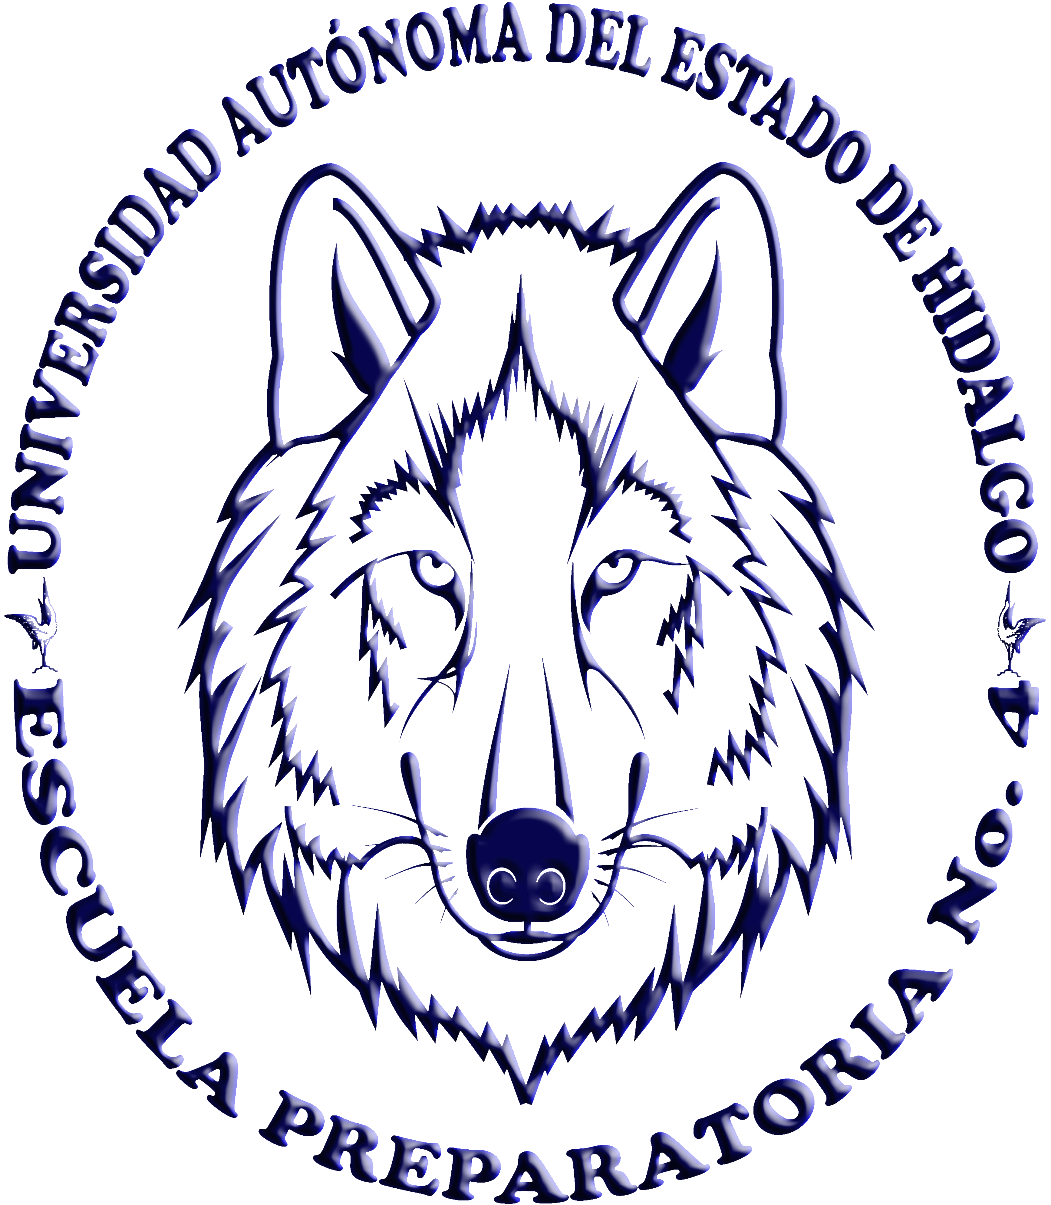 UNIVERSIDAD AUTÓNOMA DEL ESTADO DE HIDALGO
ESCUELA PREPARATORIA No. 4